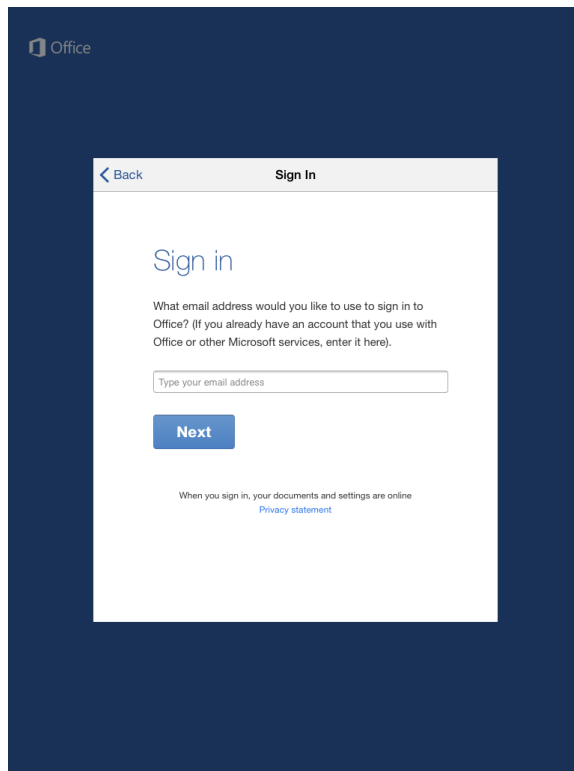 Office
Back
Sign In
Sign in
What email address would you like to use to sign in to
Office? (If you already have an account that you use with
Office or other Microsoft services, enter it here).
Type your email address
Next
When you sign in, your documents and settings are online
Privacy statement